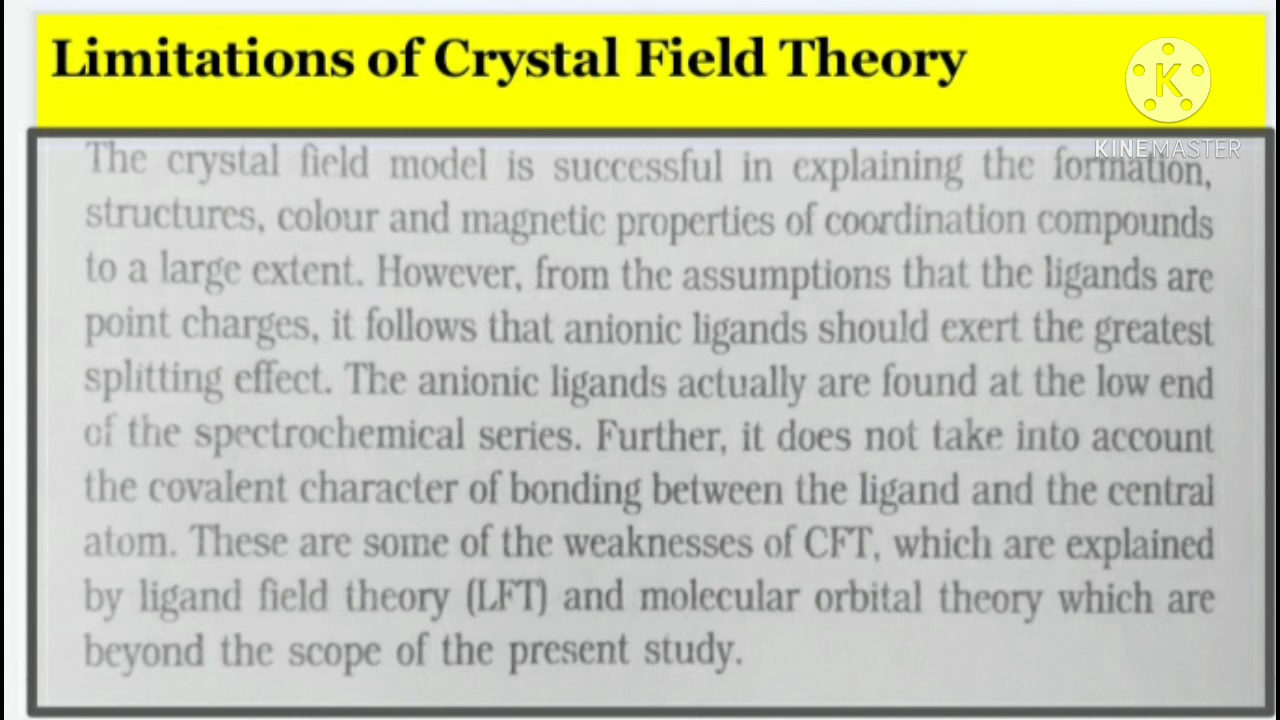 Limitations of Crystal Field Theory
K
KINEMASTER
The crystal field model is successful in explaining the formation,
structures, colour and magnetic properties of coordination compounds
to a large extent. However, from the assumptions that the ligands are
point charges, it follows that anionic ligands should exert the greatest
splitting effect. The anionic ligands actually are found at the low end
of the spectrochemical series. Further, it does not take into account
the covalent character of bonding between the ligand and the central
atom. These are some of the weaknesses of CFT, which are explained
by ligand field theory (LFT) and molecular orbital theory which are
beyond the scope of the present study.